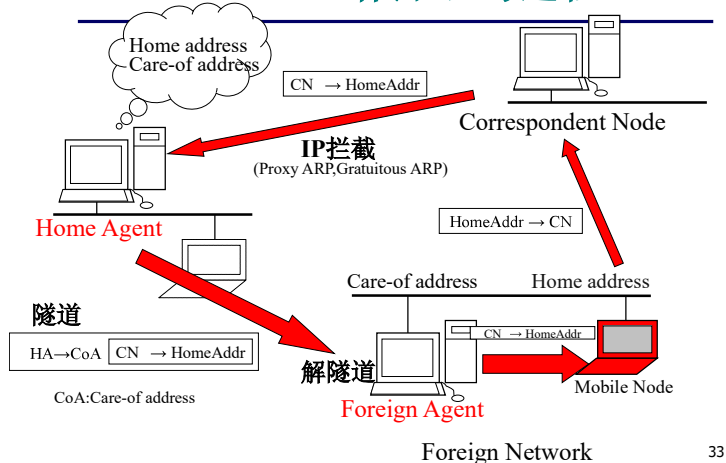 Home address
Care-of address
CN → HomeAddr
Correspondent Node
IP拦截
(Proxy ARP,Gratuitous ARP)
Home Agent
HomeAddr → CN
Care-of address
Home address
隧道
HA→CoA CN → HomeAddr
CoA:Care-of address
解隧道
CN → HomeAddr
Mobile Node
Foreign Agent
Foreign Network
33